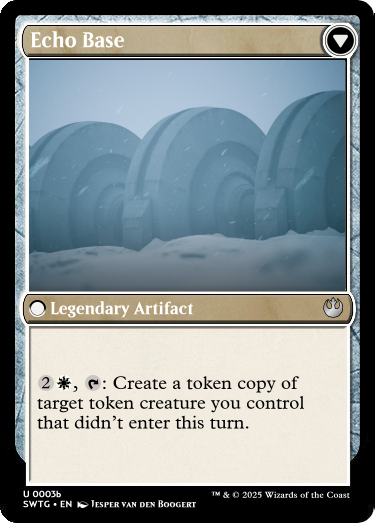 Echo Base
Legendary Artifact
2, : Create a token copy of
target token creature you control
that didn't enter this turn.
U 0003b
SWTG • EN Jesper van den Boogert
™ & © 2025 Wizards of the Coast